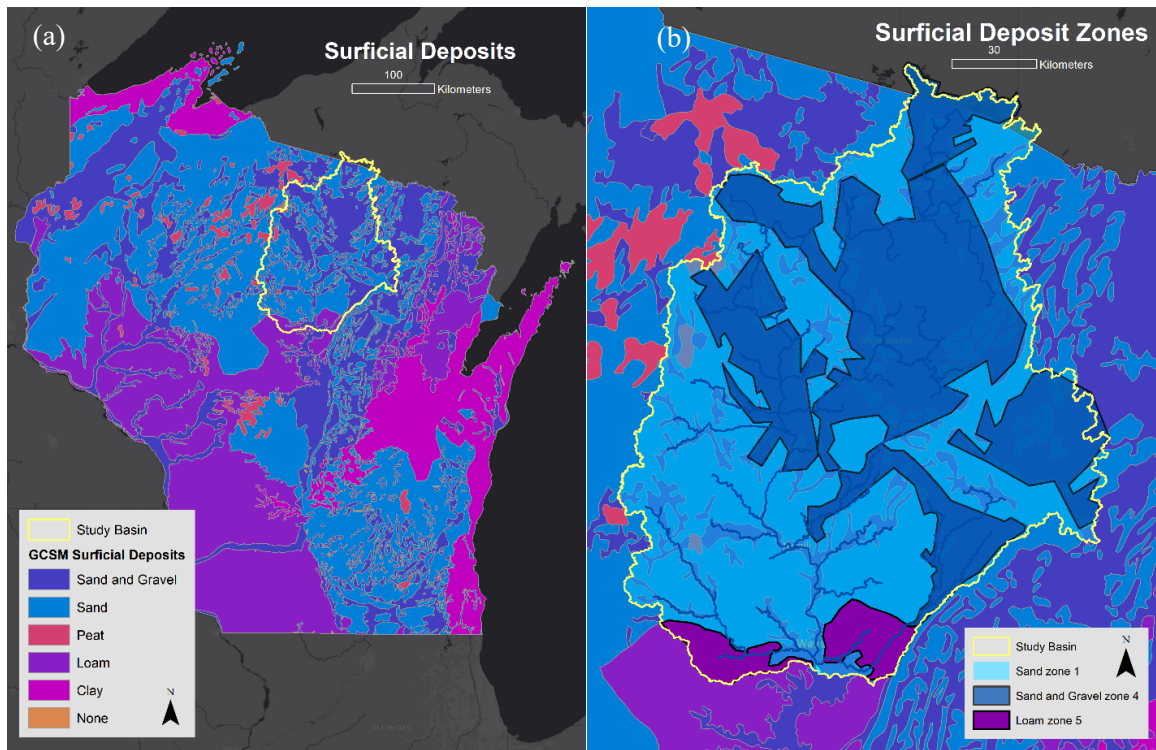 (a)
Surficial Deposits
100
Kilometers
Study Basin
GCSM Surficial Deposits
Sand and Gravel
Sand
Peat
Loam
Clay
None
N
ILLINOIS
(b)
Surficial Deposit Zones
30
Kilometers
Study Basin
Sand zone 1
Sand and Gravel zone 4
Loam zone 5
N